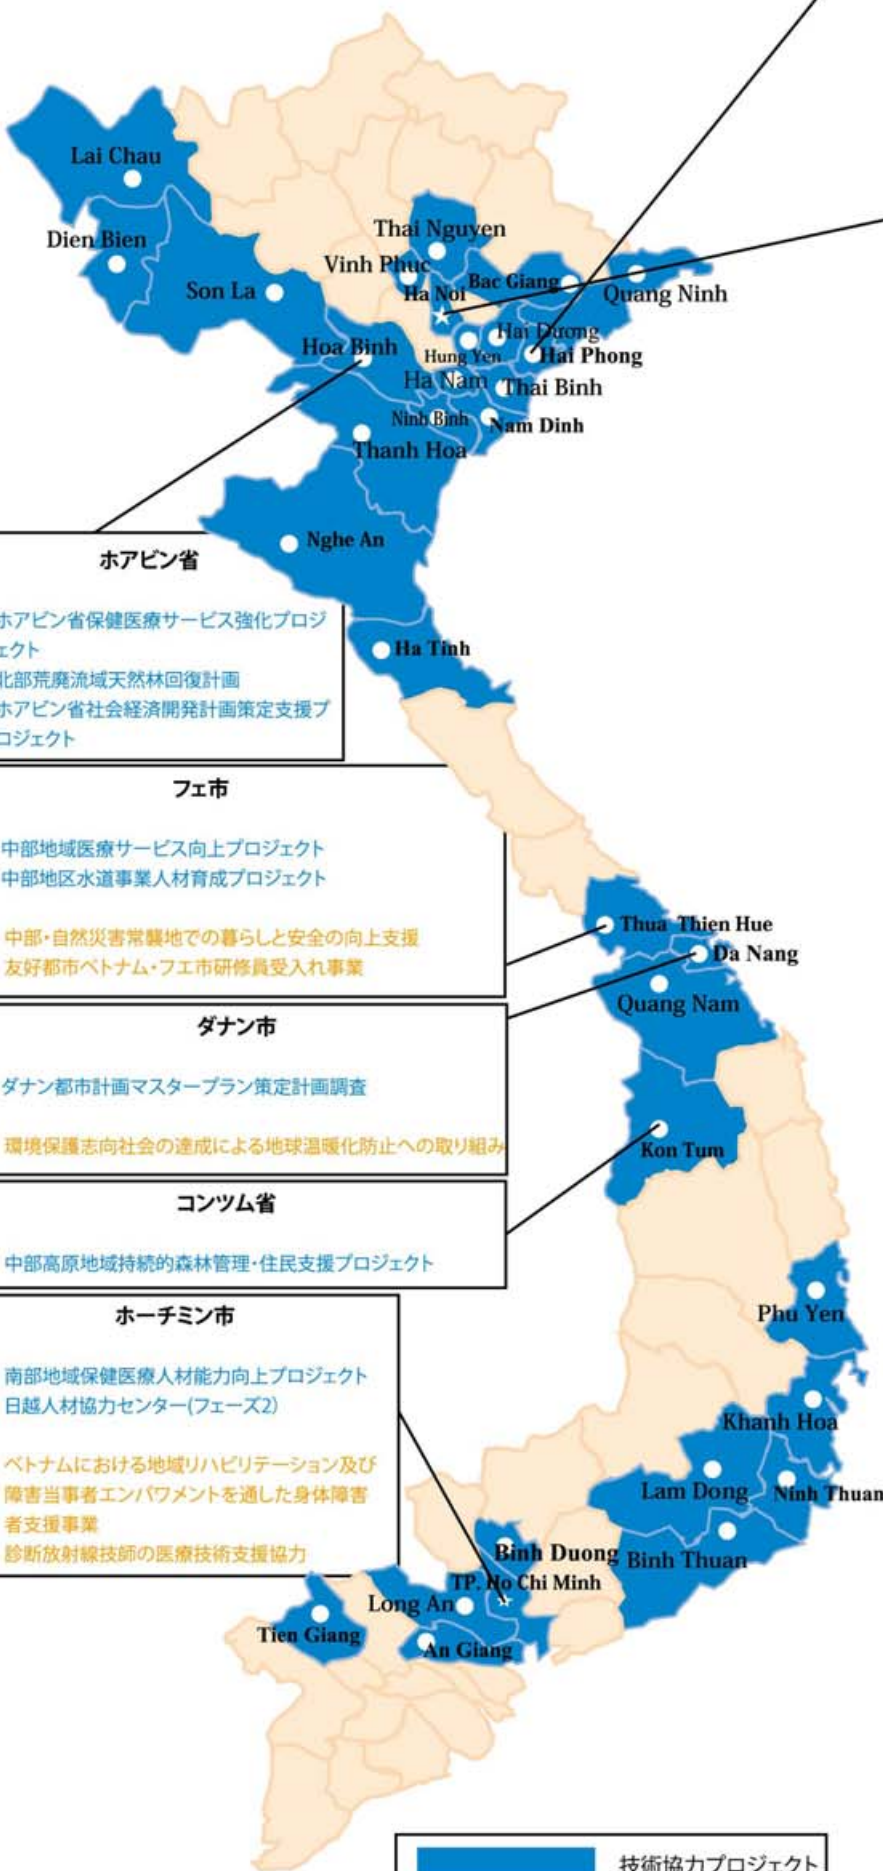 Lai Chau
Dien Bien
Son La
Thai Nguyen
Vinh Phuc
Ha Noi
Bac Giang
Quang Ninh
Hai Duong
Hoa Binh
Hung Yen
Hai Phong
Ha Nam
Thai Binh
Ninh Binh
Nam Dinh
Thanh Hoa
Nghe An
Ha Tinh
ホアビン省
ホアビン省保健医療サービス強化プロジ
ェクト
北部荒廃流域天然林回復計画
ホアビン省社会経済開発計画策定支援プ
ロジェクト
フェ市
中部地域医療サービス向上プロジェクト
中部地区水道事業人材育成プロジェクト
中部・自然災害常襲地での暮らしと安全の向上支援
友好都市ベトナム・フエ市研修員受入れ事業
Thua Thien Hue
Da Nang
Quang Nam
ダナン市
ダナン都市計画マスタープラン策定計画調査
環境保護志向社会の達成による地球温暖化防止への取り組み
Kon Tum
コンツム省
中部高原地域持続的森林管理・住民支援プロジェクト
ホーチミン市
南部地域保健医療人材能力向上プロジェクト
日越人材協力センター(フェーズ2）
ベトナムにおける地域リハビリテーション及び
障害当事者エンパワメントを通した身体障害
者支援事業
診断放射線技師の医療技術支援協力
Phu Yen
Khanh Hoa
Lam Dong
Ninh Thuan
Binh Duong
Binh Thuan
TP. Ho Chi Minh
Long An
Tien Giang
An Giang
技術協力プロジェクト